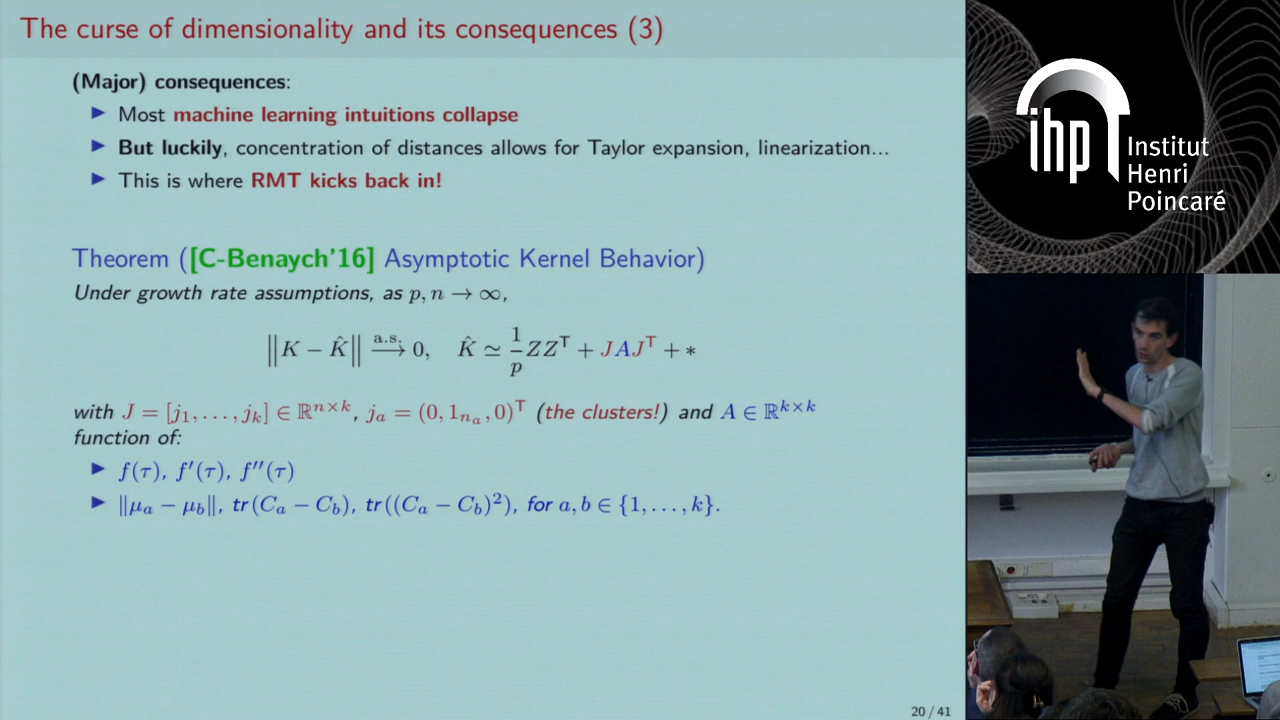 The curse of dimensionality and its consequences (3)
(Major) consequences:
► Most machine learning intuitions collapse
► But luckily, concentration of distances allows for Taylor expansion, linearization...
► This is where RMT kicks back in!
Theorem ([C-Benaych'16] Asymptotic Kernel Behavior)
Under growth rate assumptions, as p, n → ∞,
‖K − K̂‖ a.s.⟶ 0, K̂ ≃ 1/p ZZᵀ + JAJᵀ + ∗
with J = [j₁, . . . , jₖ] ∈ ℝⁿˣᵏ, jₐ = (0, 1ₙₐ, 0)ᵀ (the clusters!) and A ∈ ℝᵏˣᵏ
function of:
► f(τ), f′(τ), f′′(τ)
► ‖μₐ − μ_b‖, tr(Cₐ − C_b), tr((Cₐ − C_b)²), for a, b ∈ {1, . . . , k}.
20 / 41
ihp
Institut
Henri
Poincaré